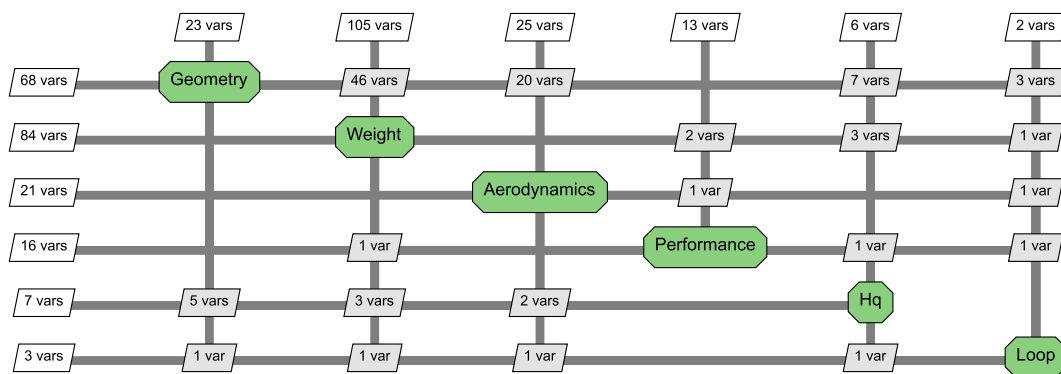 23 vars 105 vars 25 vars 13 vars 6 vars 2 vars
68 vars Geometry 46 vars 20 vars 7 vars 3 vars
84 vars Weight 2 vars 3 vars 1 var
21 vars Aerodynamics 1 var 1 var
16 vars 1 var Performance 1 var 1 var
7 vars 5 vars 3 vars 2 vars Hq
3 vars 1 var 1 var 1 var 1 var Loop